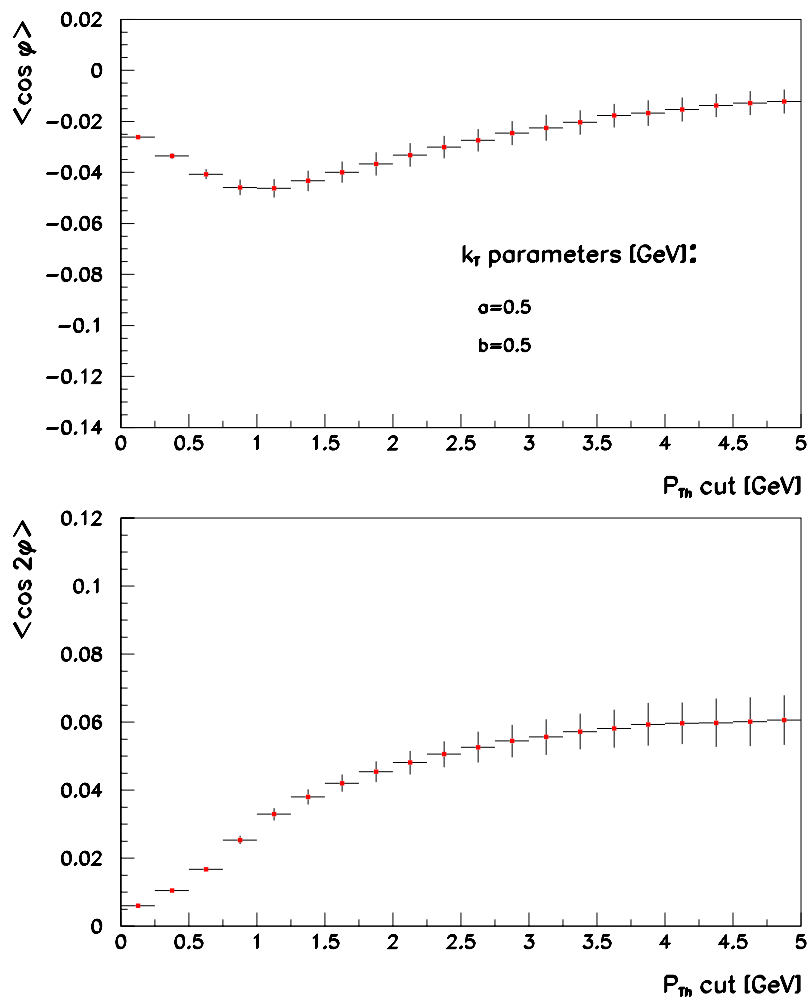 <cos φ>
0.02
0
−0.02
−0.04
−0.06
−0.08
−0.1
−0.12
−0.14
k_T parameters [GeV]:
a=0.5
b=0.5
0 0.5 1 1.5 2 2.5 3 3.5 4 4.5 5
P_Th cut [GeV]
<cos 2φ>
0.12
0.1
0.08
0.06
0.04
0.02
0
0 0.5 1 1.5 2 2.5 3 3.5 4 4.5 5
P_Th cut [GeV]